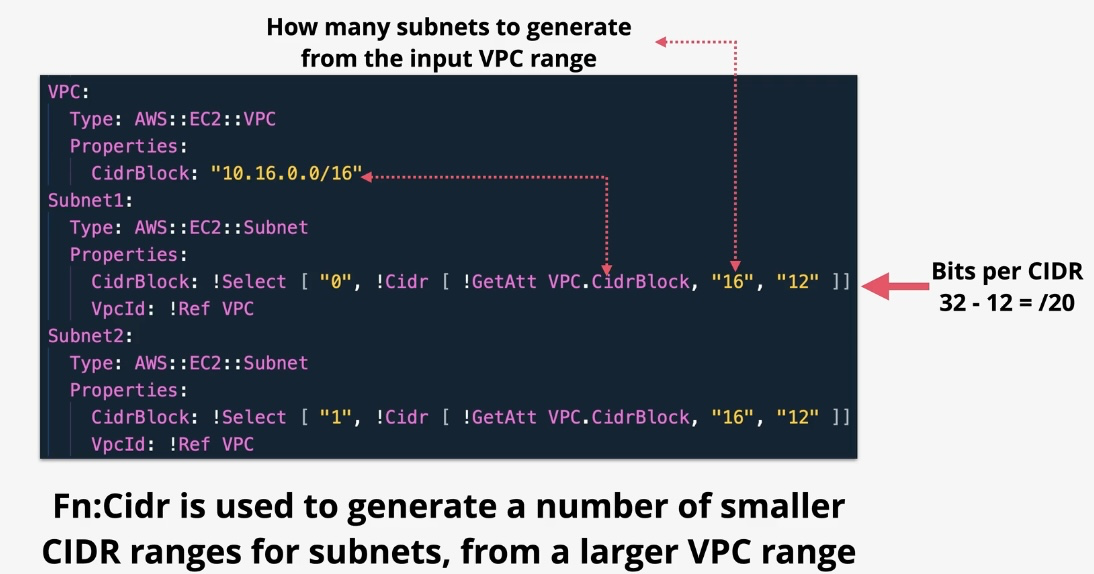 How many subnets to generate
from the input VPC range
VPC:
Type: AWS::EC2::VPC
Properties:
CidrBlock: "10.16.0.0/16"
Subnet1:
Type: AWS::EC2::Subnet
Properties:
CidrBlock: !Select [ "0", !Cidr [ !GetAtt VPC.CidrBlock, "16", "12" ]]
VpcId: !Ref VPC
Subnet2:
Type: AWS::EC2::Subnet
Properties:
CidrBlock: !Select [ "1", !Cidr [ !GetAtt VPC.CidrBlock, "16", "12" ]]
VpcId: !Ref VPC
Bits per CIDR
32 - 12 = /20
Fn:Cidr is used to generate a number of smaller
CIDR ranges for subnets, from a larger VPC range